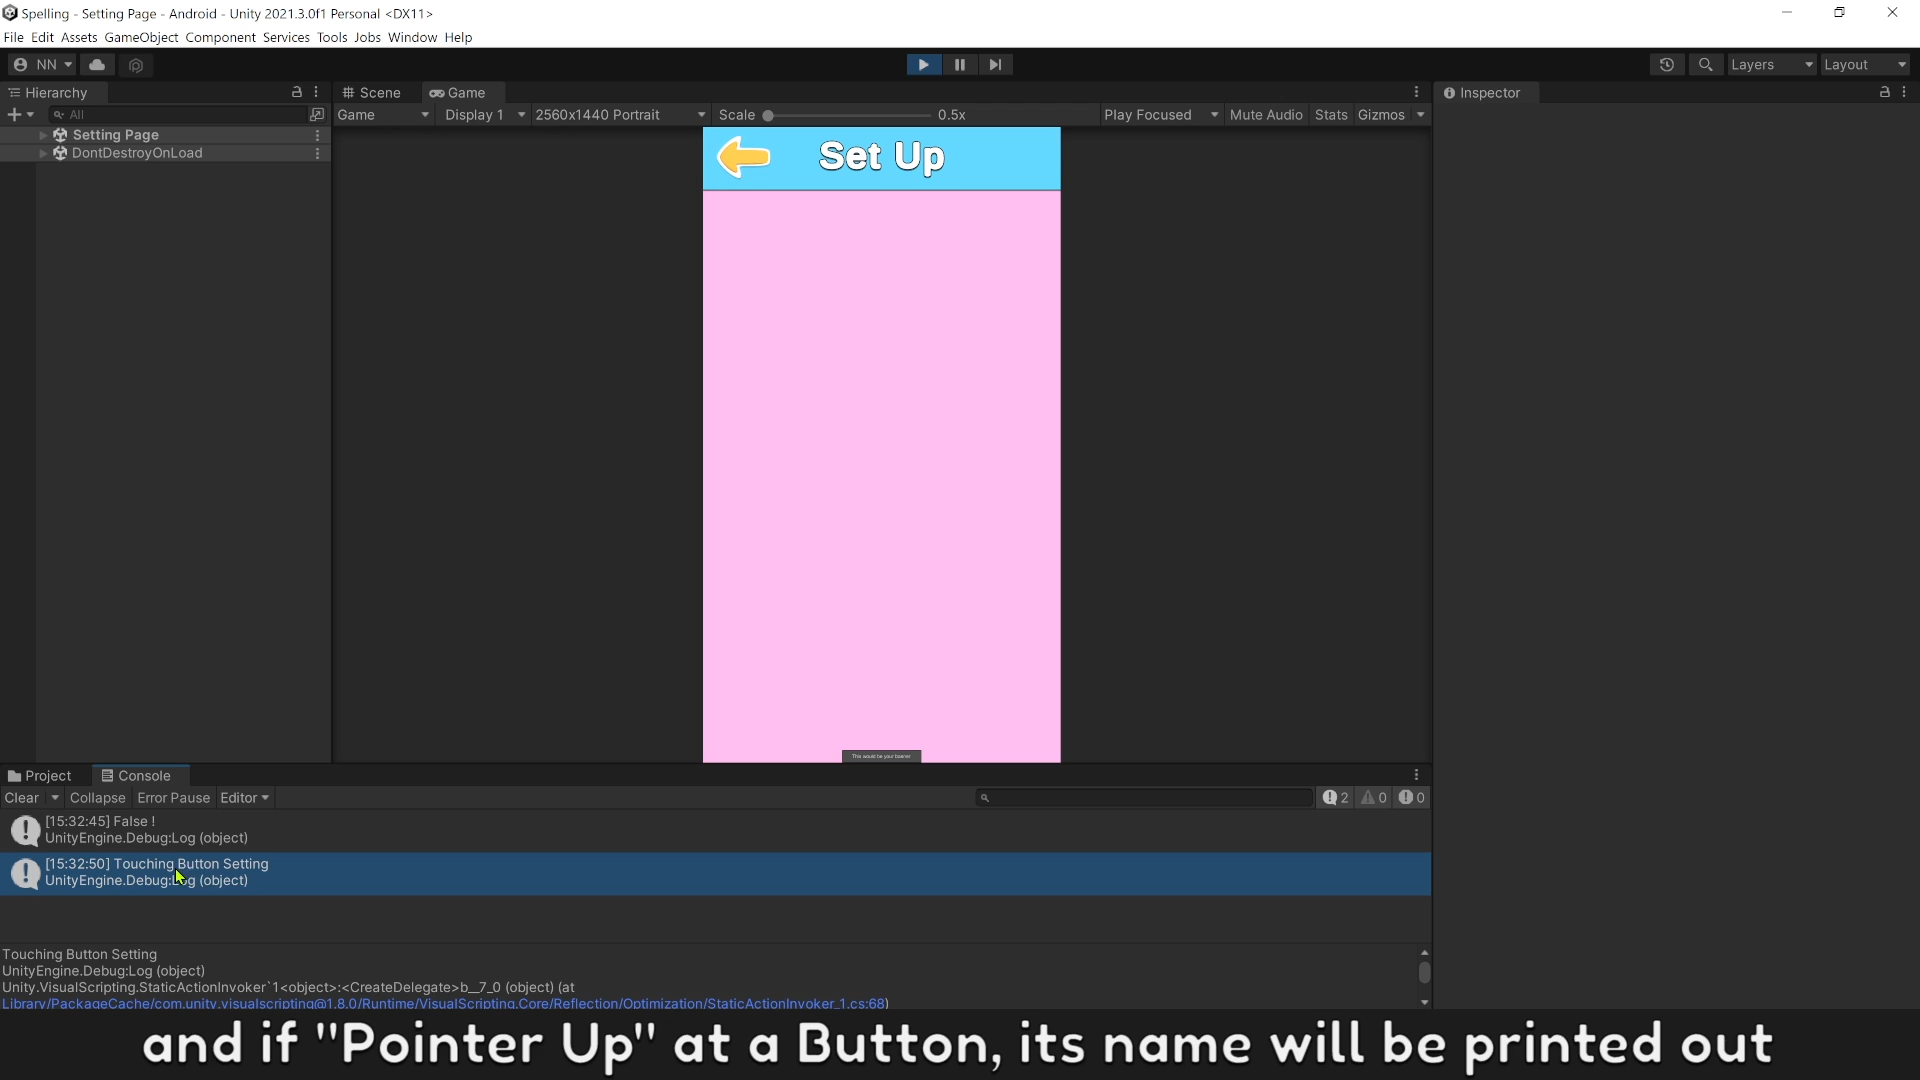 Spelling - Setting Page - Android - Unity 2021.3.0f1 Personal <DX11>
File Edit Assets GameObject Component Services Tools Jobs Window Help
NN
Layers
Layout
Hierarchy
Scene
Game
Inspector
All
Game
Display 1
2560x1440 Portrait
Scale
0.5x
Play Focused
Mute Audio
Stats
Gizmos
Setting Page
DontDestroyOnLoad
Set Up
This would be your banner
Project
Console
Clear
Collapse
Error Pause
Editor
2
0
0
[15:32:45] False !
UnityEngine.Debug:Log (object)
[15:32:50] Touching Button Setting
UnityEngine.Debug:Log (object)
Touching Button Setting
UnityEngine.Debug:Log (object)
Unity.VisualScripting.StaticActionInvoker`1<object>:<CreateDelegate>b__7_0 (object) (at
Library/PackageCache/com.unity.visualscripting@1.8.0/Runtime/VisualScripting.Core/Reflection/Optimization/StaticActionInvoker_1.cs:68)
and if "Pointer Up" at a Button, its name will be printed out